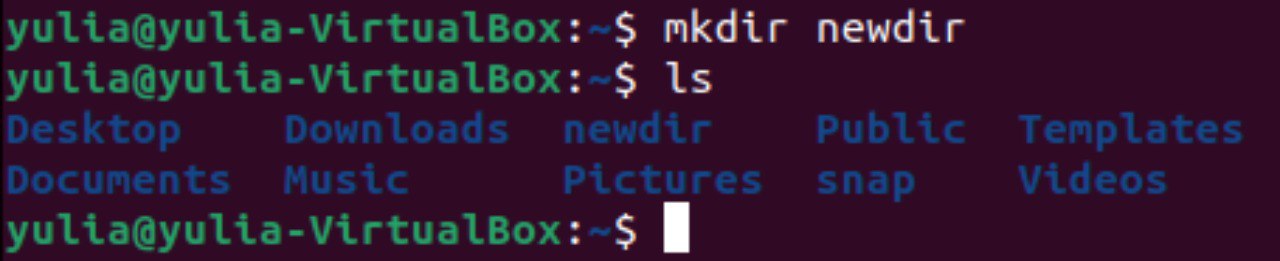 yulia@yulia-VirtualBox:~$ mkdir newdir
yulia@yulia-VirtualBox:~$ ls
Desktop    Downloads  newdir    Public  Templates
Documents  Music      Pictures  snap    Videos
yulia@yulia-VirtualBox:~$